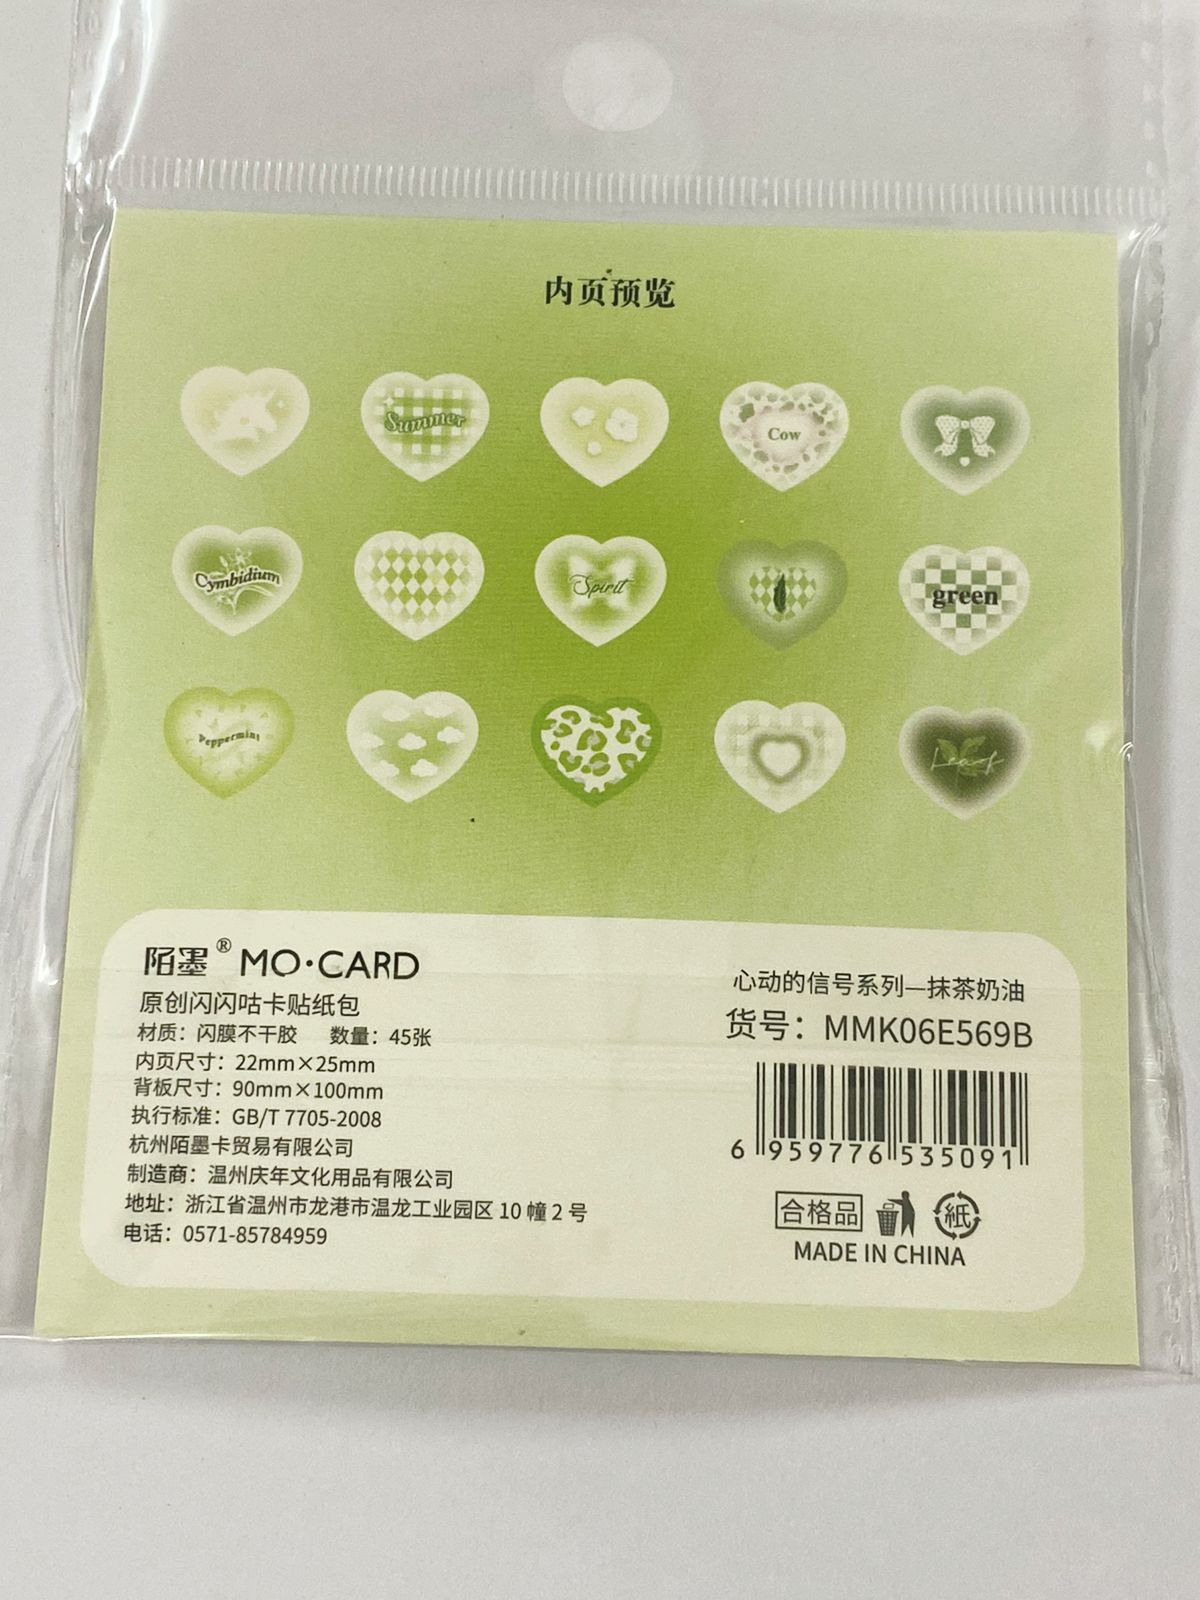 内页预览
Summer
Cow
Cymbidium
Spirit
green
Peppermint
陌墨® MO·CARD
原创闪闪咕卡贴纸包
材质：闪膜不干胶 数量：45张
内页尺寸：22mm×25mm
背板尺寸：90mm×100mm
执行标准：GB/T 7705-2008
杭州陌墨卡贸易有限公司
制造商：温州庆年文化用品有限公司
地址：浙江省温州市龙港市温龙工业园区 10 幢 2 号
电话：0571-85784959
心动的信号系列—抹茶奶油
货号：MMK06E569B
6 959776 535091
合格品
紙
MADE IN CHINA